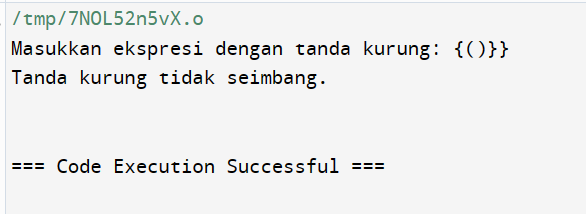 /tmp/7NOL52n5vX.o
Masukkan ekspresi dengan tanda kurung: {()}}
Tanda kurung tidak seimbang.
=== Code Execution Successful ===